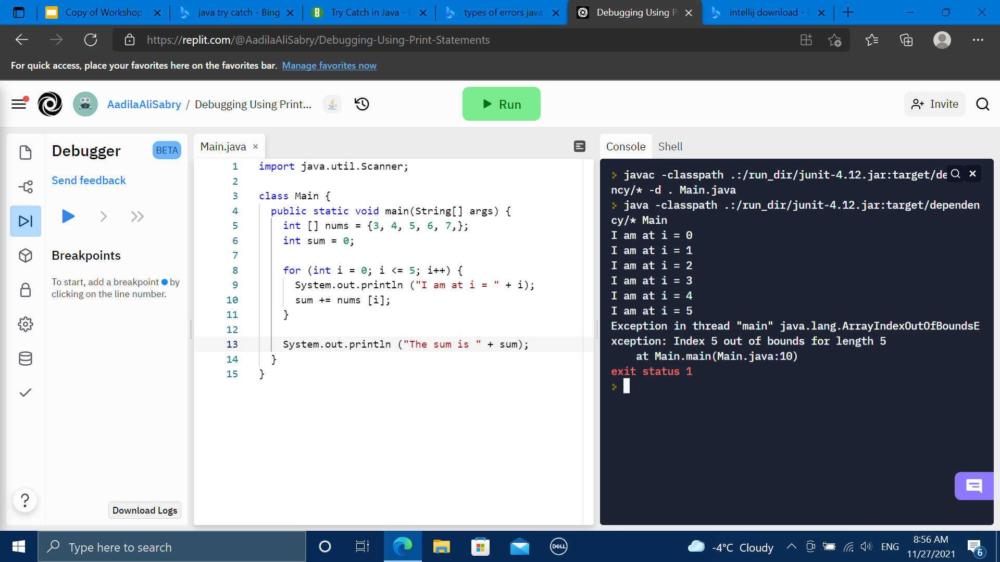 Copy of Workshop
java try catch - Bing
Try Catch in Java -
types of errors java
Debugging Using P
intellij download -
https://replit.com/@AadilaAliSabry/Debugging-Using-Print-Statements
For quick access, place your favorites here on the favorites bar. Manage favorites now
AadilaAliSabry / Debugging Using Print...
Run
Invite
Debugger
BETA
Send feedback
Breakpoints
To start, add a breakpoint by
clicking on the line number.
Download Logs
?
Main.java
1 import java.util.Scanner;
2
3 class Main {
4 public static void main(String[] args) {
5 int [] nums = {3, 4, 5, 6, 7,};
6 int sum = 0;
7
8 for (int i = 0; i <= 5; i++) {
9 System.out.println ("I am at i = " + i);
10 sum += nums [i];
11 }
12
13 System.out.println ("The sum is " + sum);
14 }
15 }
Console
Shell
javac -classpath .:/run_dir/junit-4.12.jar:target/de
ncy/* -d . Main.java
java -classpath .:/run_dir/junit-4.12.jar:target/dependen
cy/* Main
I am at i = 0
I am at i = 1
I am at i = 2
I am at i = 3
I am at i = 4
I am at i = 5
Exception in thread "main" java.lang.ArrayIndexOutOfBoundsE
xception: Index 5 out of bounds for length 5
at Main.main(Main.java:10)
exit status 1
Type here to search
DELL
-4°C Cloudy
ENG
8:56 AM
11/27/2021
6